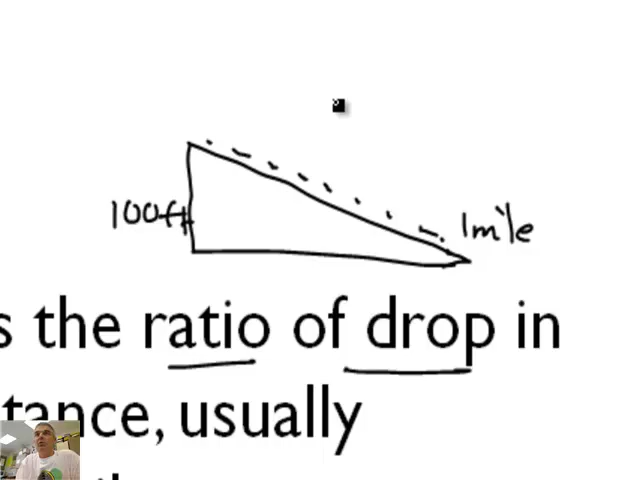 100ft
1mile
s the ratio of drop in
tance, usually